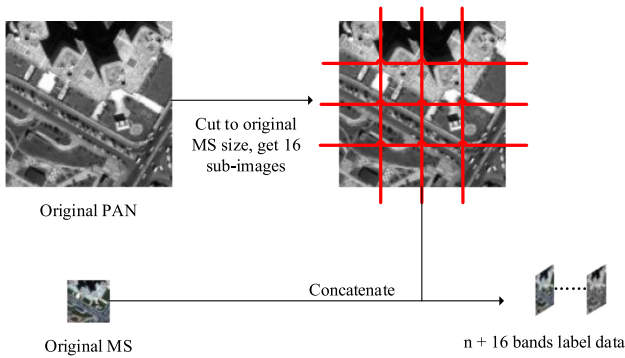 Cut to original
MS size, get 16
sub-images
Original PAN
Concatenate
Original MS
n + 16 bands label data